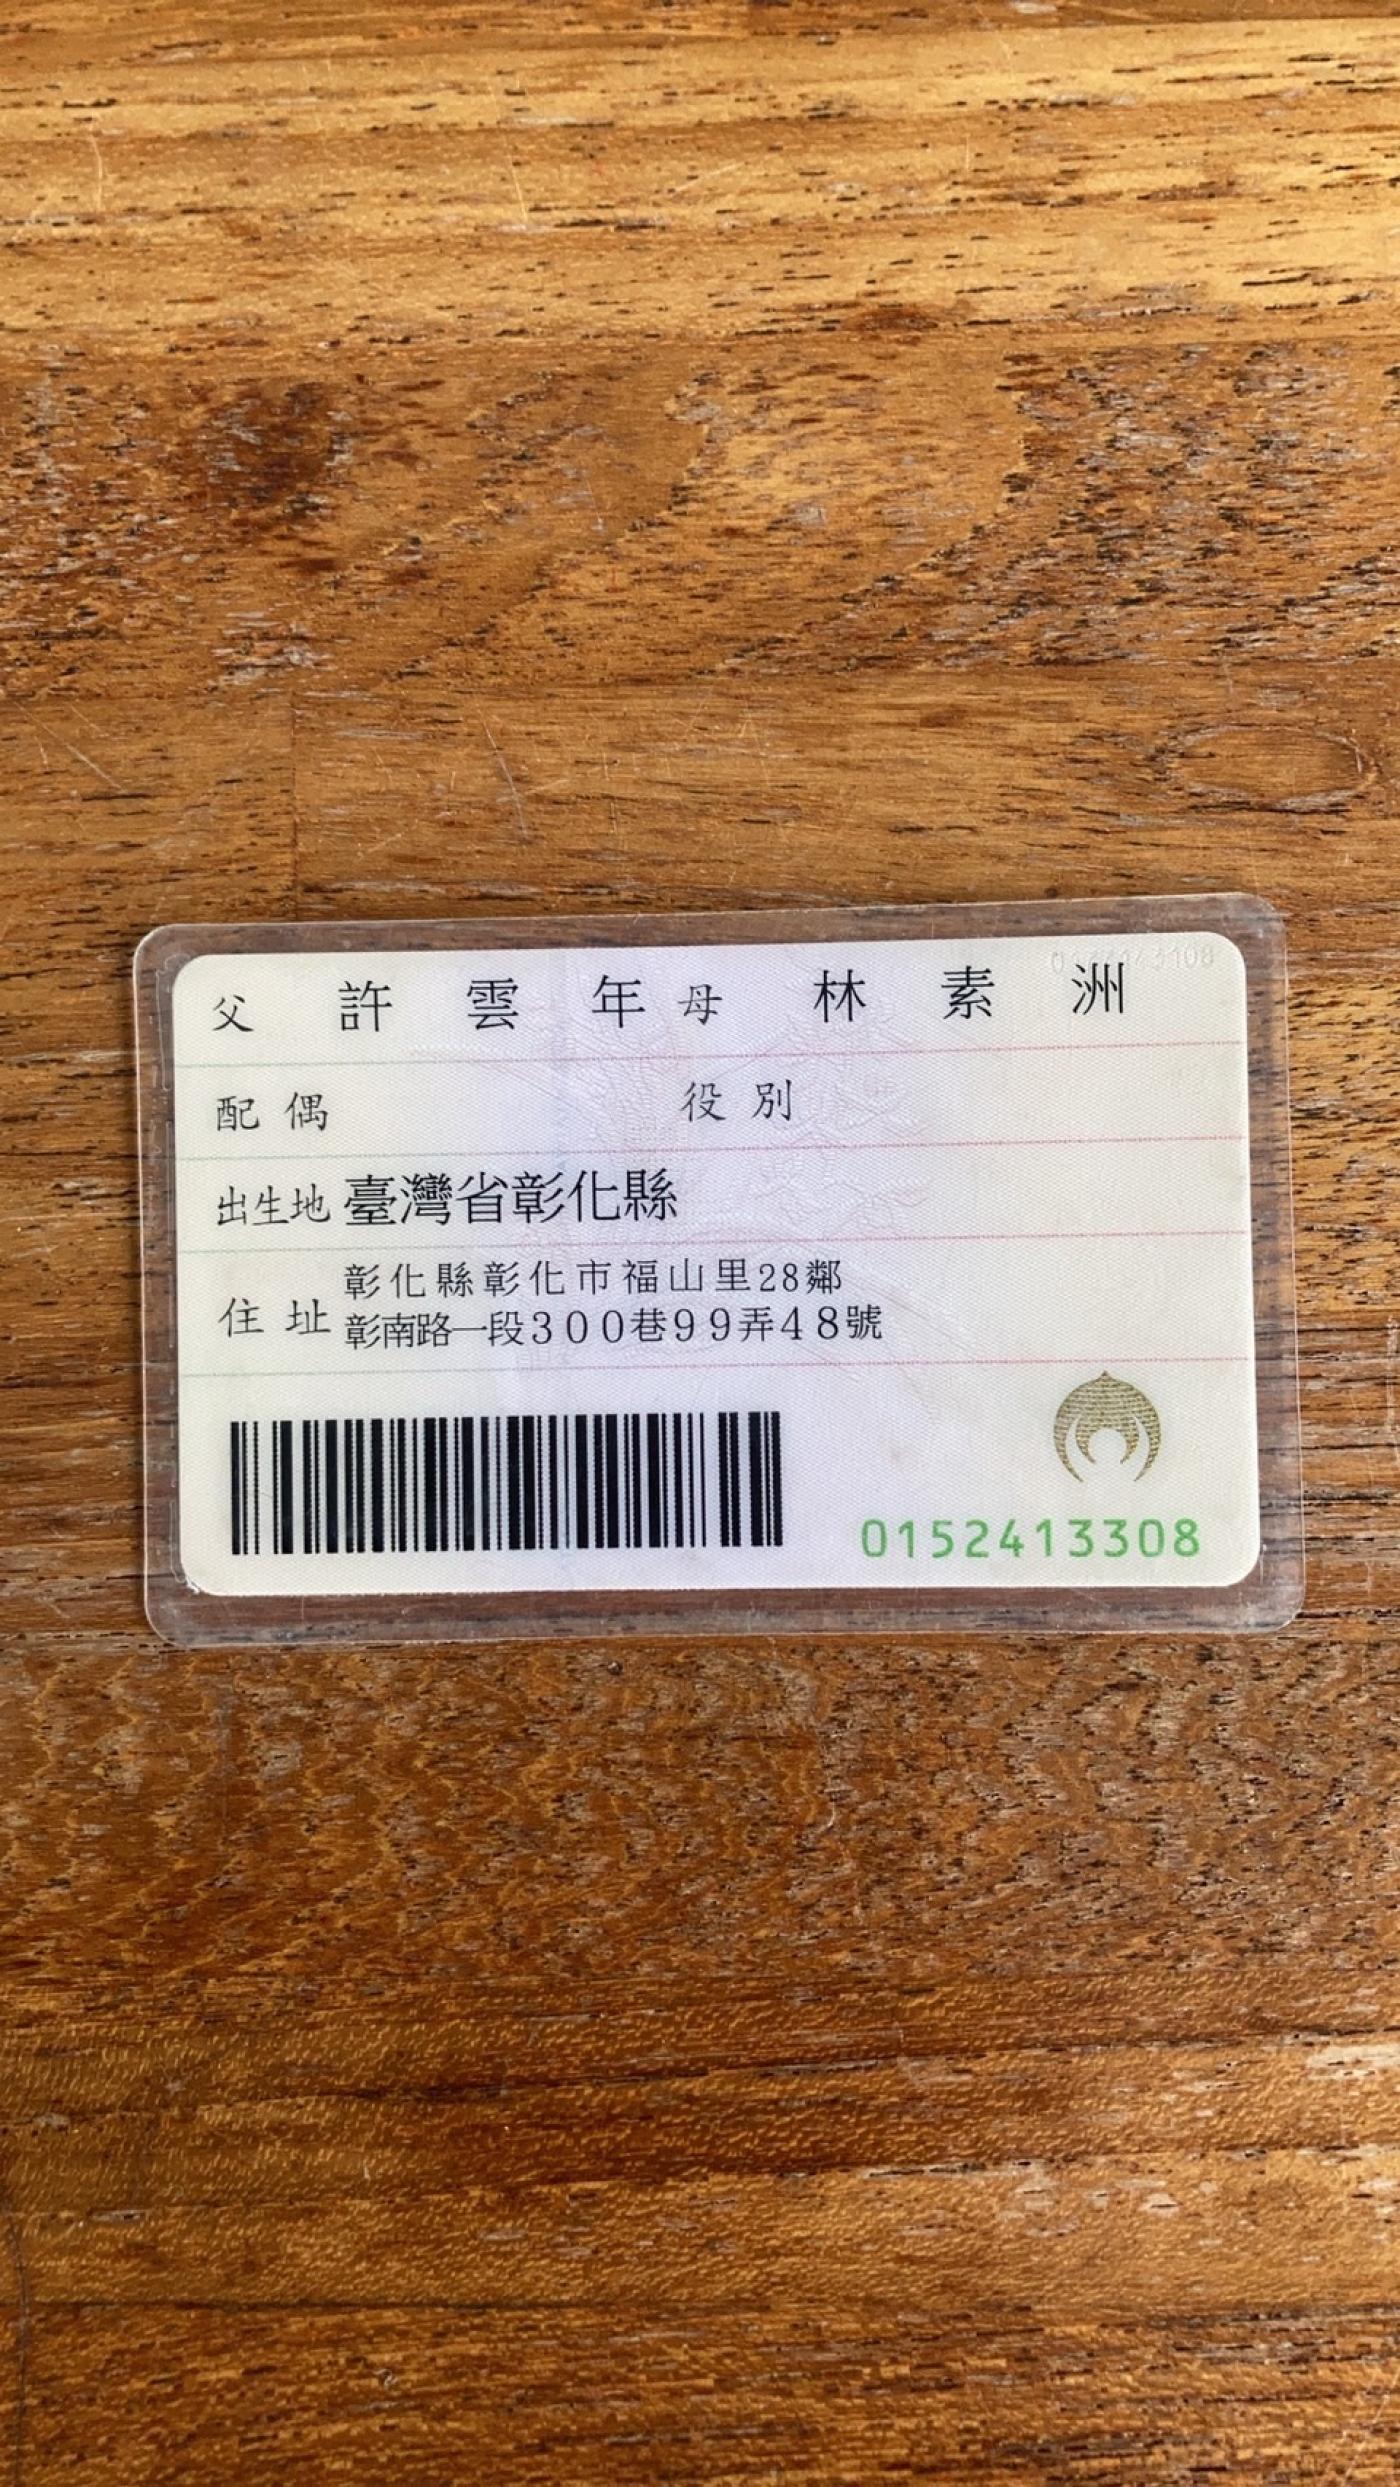 父 許雲年 母 林素洲
配偶 役別
出生地 臺灣省彰化縣
住址 彰化縣彰化市福山里28鄰
彰南路一段300巷99弄48號
0152413308